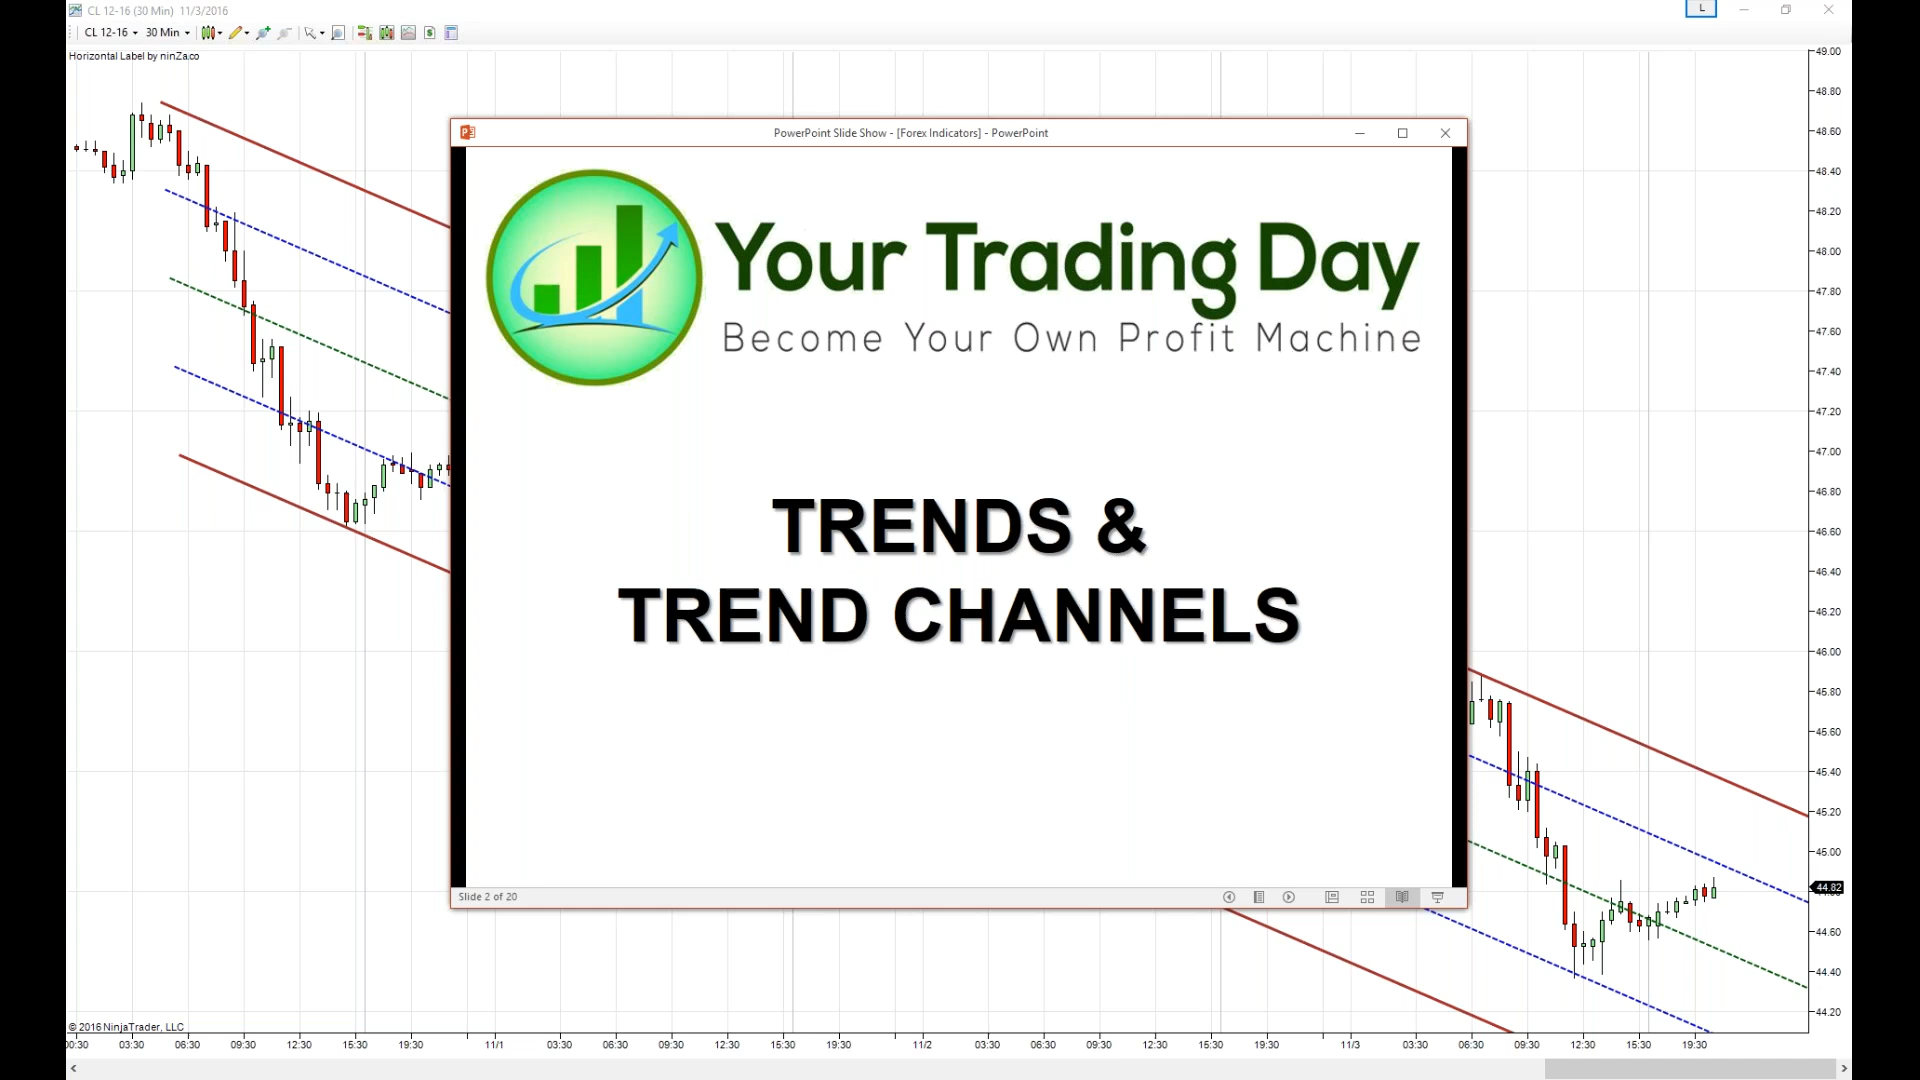 CL 12-16 (30 Min) 11/3/2016
L
CL 12-16 30 Min
Horizontal Label by ninZa.co
PowerPoint Slide Show - [Forex Indicators] - PowerPoint
Your Trading Day
Become Your Own Profit Machine
TRENDS &
TREND CHANNELS
Slide 2 of 20
49.00
48.80
48.60
48.40
48.20
48.00
47.80
47.60
47.40
47.20
47.00
46.80
46.60
46.40
46.20
46.00
45.80
45.60
45.40
45.20
45.00
44.82
44.60
44.40
44.20
© 2016 NinjaTrader, LLC
0:30 03:30 06:30 09:30 12:30 15:30 19:30 11/1 03:30 06:30 09:30 12:30 15:30 19:30 11/2 03:30 06:30 09:30 12:30 15:30 19:30 11/3 03:30 06:30 09:30 12:30 15:30 19:30